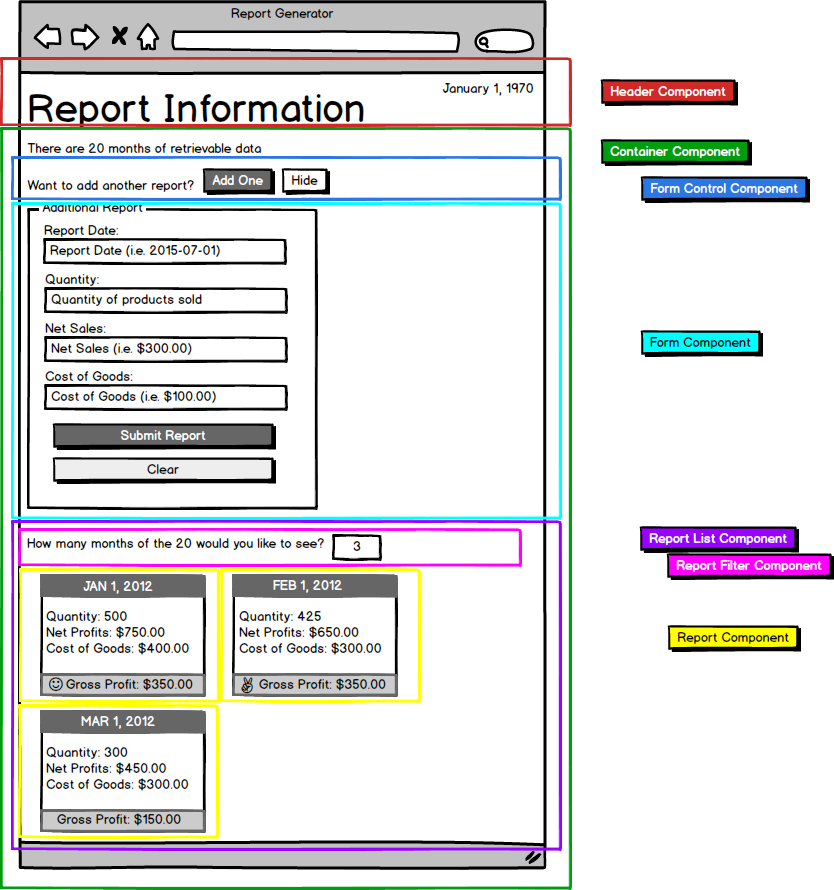 Report Generator
January 1, 1970
Report Information
Header Component
There are 20 months of retrievable data
Container Component
Want to add another report? Add One Hide
Form Control Component
Additional Report
Report Date:
Report Date (i.e. 2015-07-01)
Quantity:
Quantity of products sold
Net Sales:
Net Sales (i.e. $300.00)
Form Component
Cost of Goods:
Cost of Goods (i.e. $100.00)
Submit Report
Clear
How many months of the 20 would you like to see? 3
Report List Component
Report Filter Component
JAN 1, 2012
Quantity: 500
Net Profits: $750.00
Cost of Goods: $400.00
Gross Profit: $350.00
FEB 1, 2012
Quantity: 425
Net Profits: $650.00
Cost of Goods: $300.00
Gross Profit: $350.00
Report Component
MAR 1, 2012
Quantity: 300
Net Profits: $450.00
Cost of Goods: $300.00
Gross Profit: $150.00